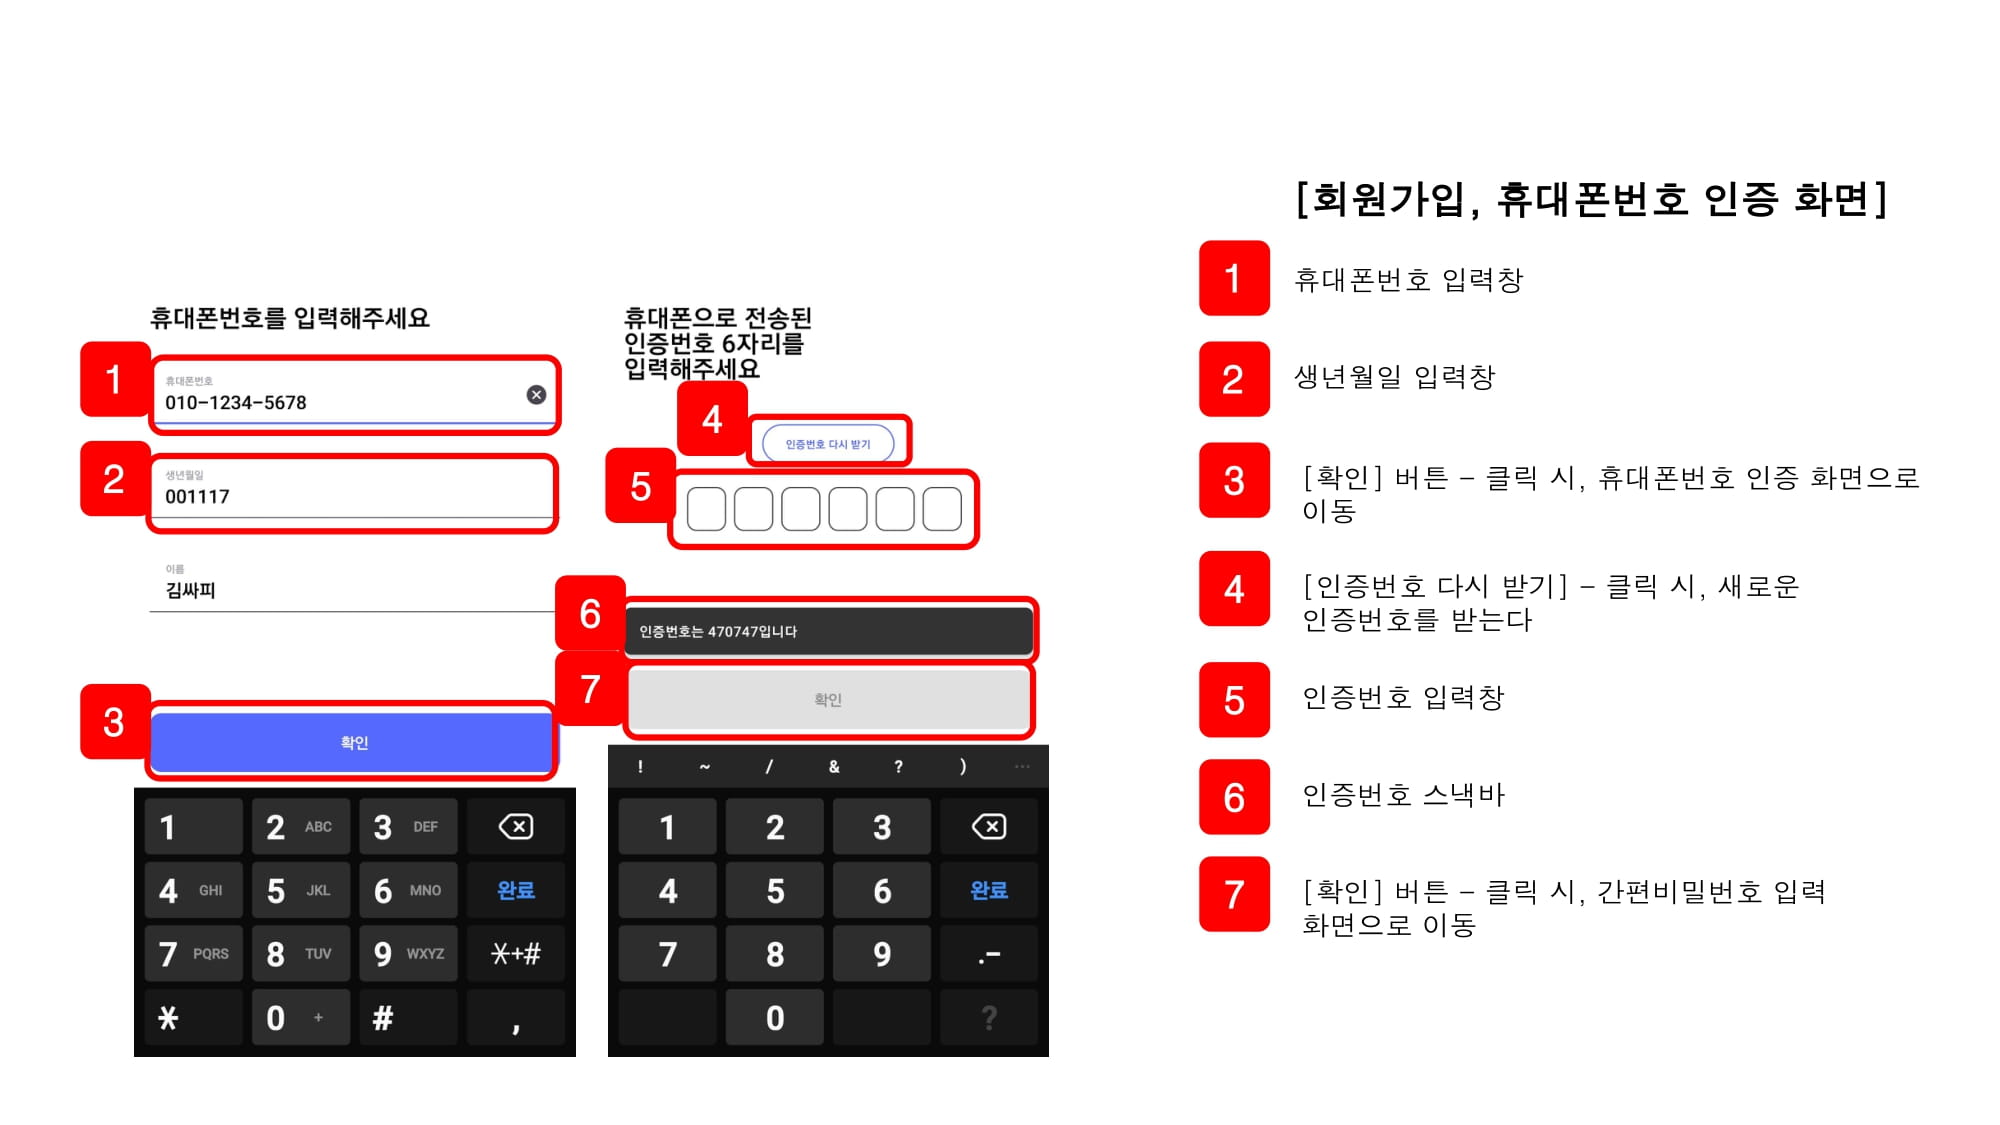 [회원가입, 휴대폰번호 인증 화면]
1 휴대폰번호 입력창
2 생년월일 입력창
3 [확인] 버튼 – 클릭 시, 휴대폰번호 인증 화면으로
이동
4 [인증번호 다시 받기] – 클릭 시, 새로운
인증번호를 받는다
5 인증번호 입력창
6 인증번호 스낵바
7 [확인] 버튼 – 클릭 시, 간편비밀번호 입력
화면으로 이동
휴대폰번호를 입력해주세요
1
휴대폰번호
010-1234-5678
2
생년월일
001117
이름
김싸피
3
확인
1 2 ABC 3 DEF
4 GHI 5 JKL 6 MNO 완료
7 PQRS 8 TUV 9 WXYZ *+#
* 0 + # ,
휴대폰으로 전송된
인증번호 6자리를
입력해주세요
4
인증번호 다시 받기
5
6
인증번호는 470747입니다
7
확인
! ~ / & ? ) ...
1 2 3
4 5 6 완료
7 8 9 .-
0 ?